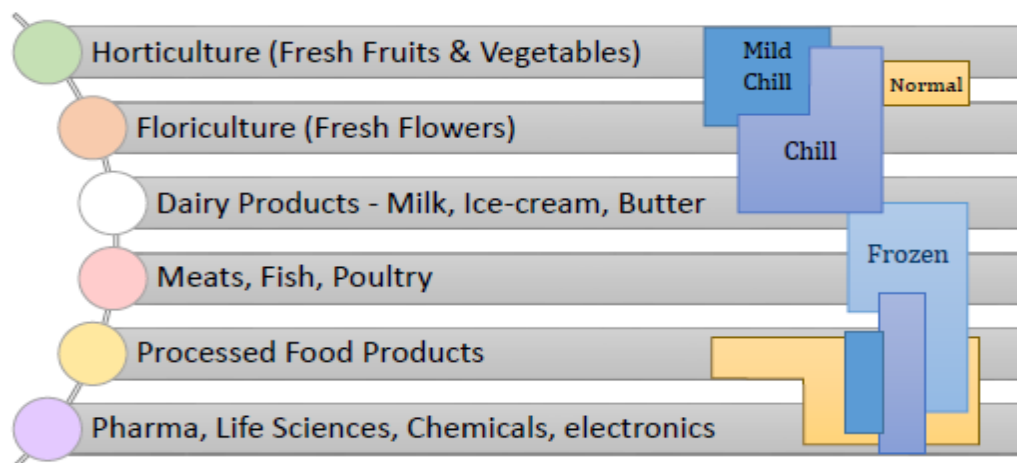 Horticulture (Fresh Fruits & Vegetables)
Mild
Chill
Normal
Floriculture (Fresh Flowers)
Chill
Dairy Products - Milk, Ice-cream, Butter
Frozen
Meats, Fish, Poultry
Processed Food Products
Pharma, Life Sciences, Chemicals, electronics